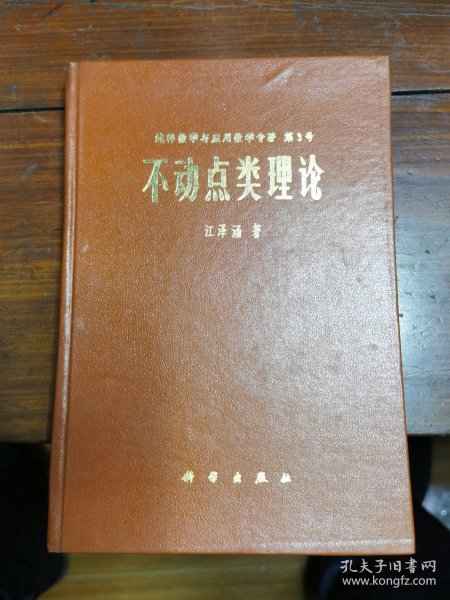 纯粹数学与应用数学专著 第3号
不动点类理论
江泽涵 著
科学出版社
孔夫子旧书网
www.kongfz.com